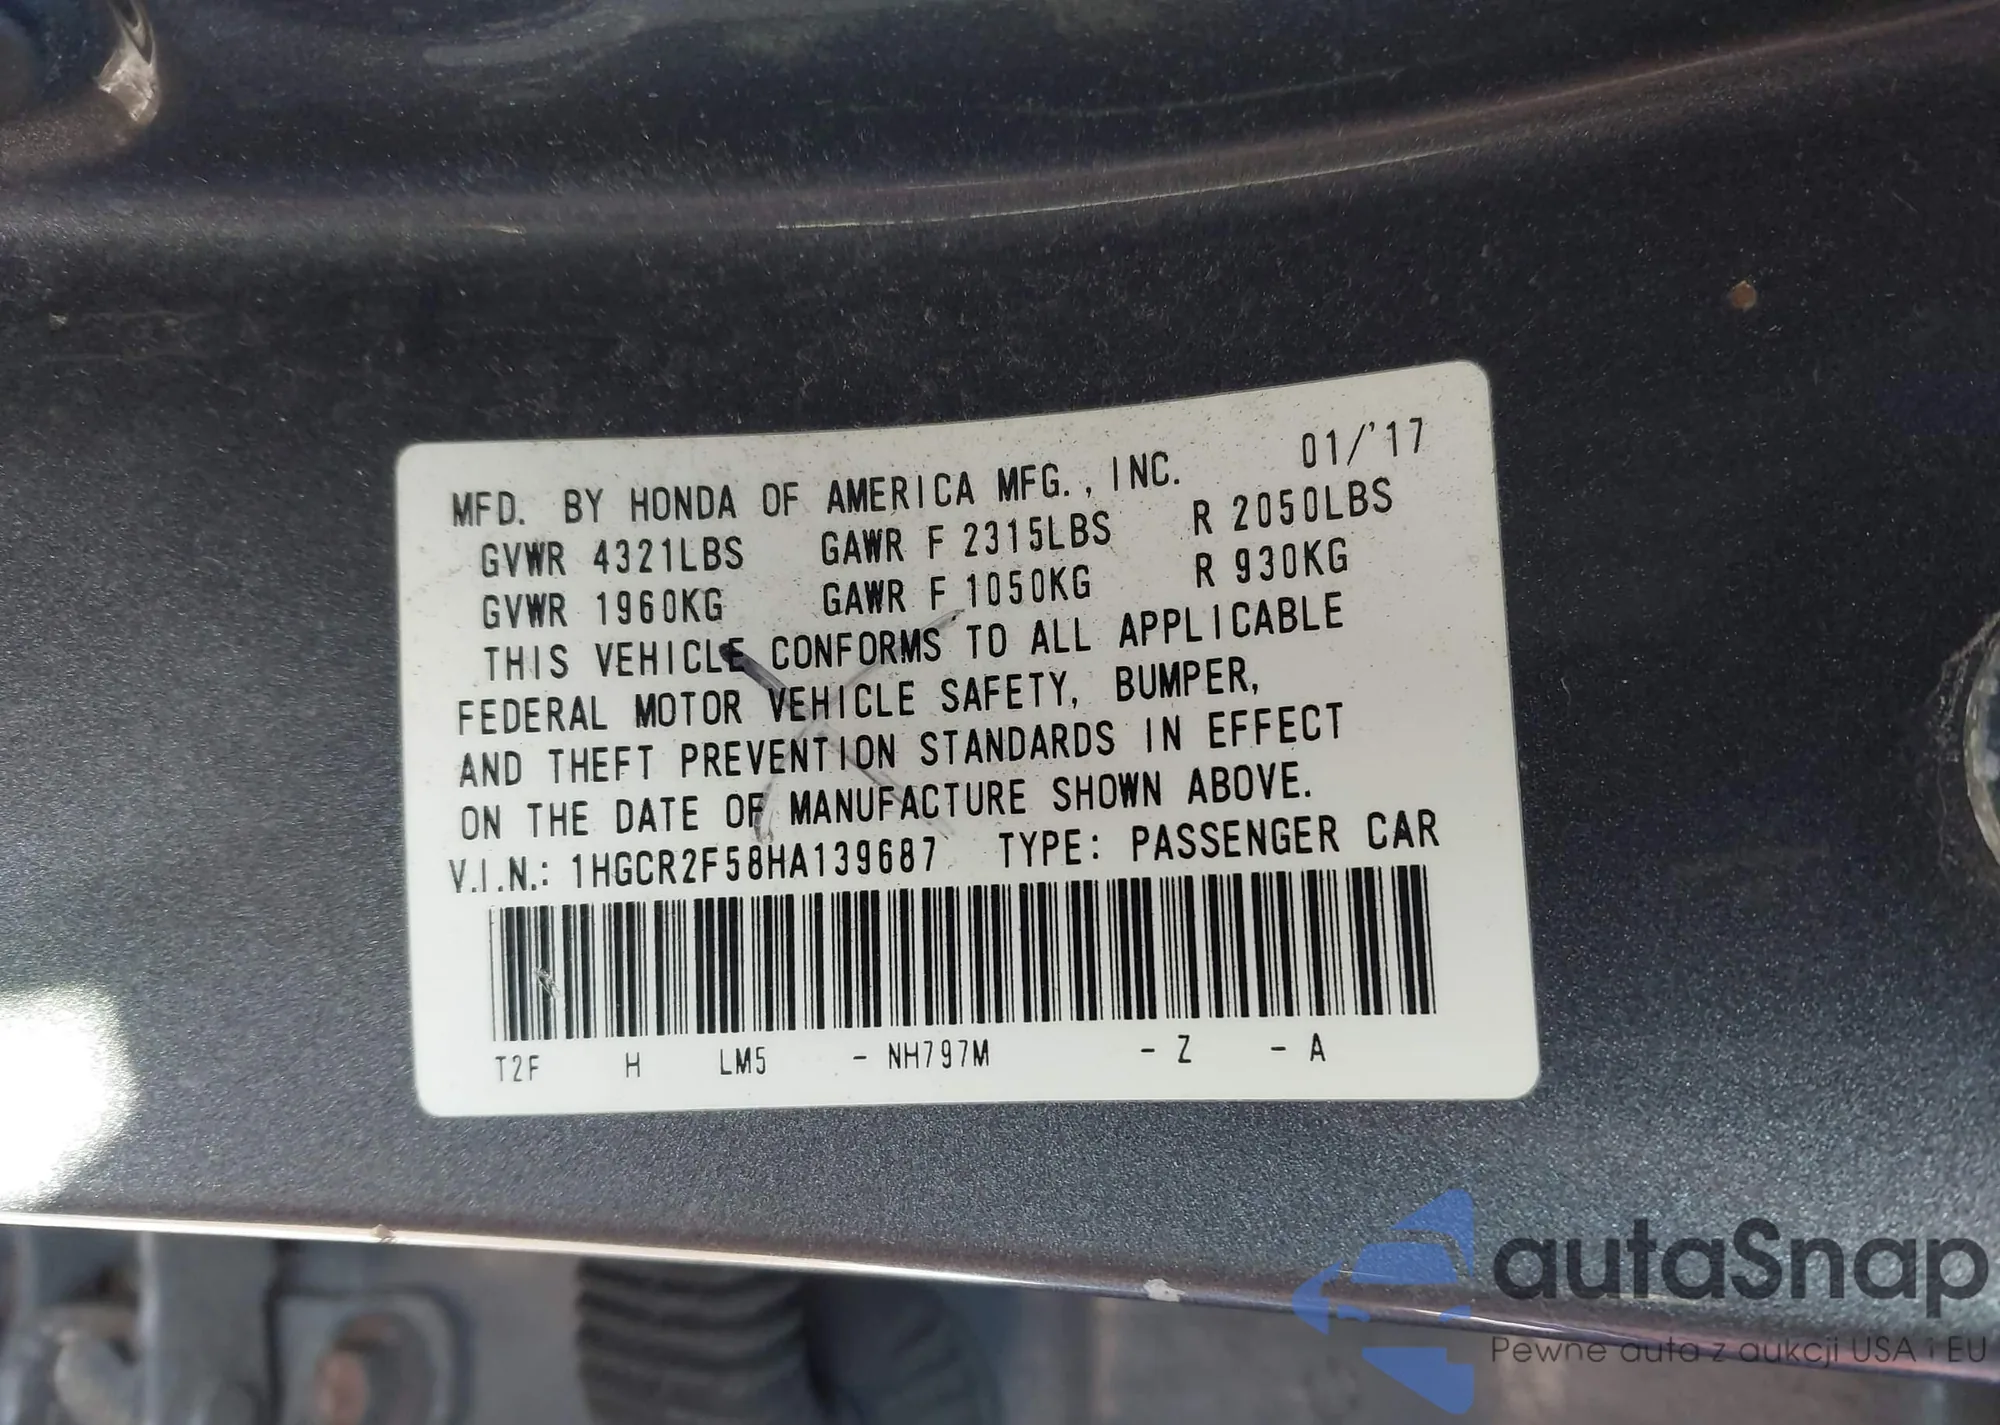 MFD. BY HONDA OF AMERICA MFG., INC. 01/'17
GVWR 4321LBS GAWR F 2315LBS R 2050LBS
GVWR 1960KG GAWR F 1050KG R 930KG
THIS VEHICLE CONFORMS TO ALL APPLICABLE
FEDERAL MOTOR VEHICLE SAFETY, BUMPER,
AND THEFT PREVENTION STANDARDS IN EFFECT
ON THE DATE OF MANUFACTURE SHOWN ABOVE.
V.I.N.: 1HGCR2F58HA139687 TYPE: PASSENGER CAR
T2F H LM5 - NH797M - Z - A
autaSnap
Pewne auta z aukcji USA i EU